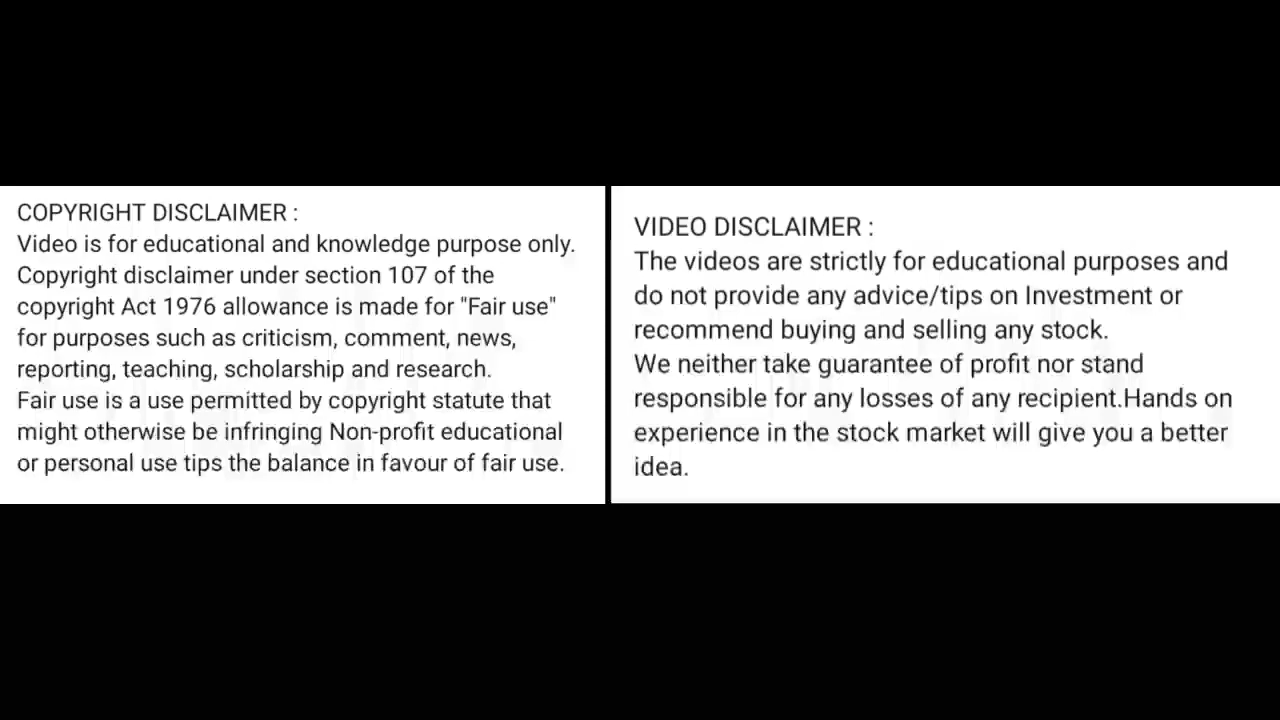 COPYRIGHT DISCLAIMER :
Video is for educational and knowledge purpose only.
Copyright disclaimer under section 107 of the
copyright Act 1976 allowance is made for "Fair use"
for purposes such as criticism, comment, news,
reporting, teaching, scholarship and research.
Fair use is a use permitted by copyright statute that
might otherwise be infringing Non-profit educational
or personal use tips the balance in favour of fair use.
VIDEO DISCLAIMER :
The videos are strictly for educational purposes and
do not provide any advice/tips on Investment or
recommend buying and selling any stock.
We neither take guarantee of profit nor stand
responsible for any losses of any recipient.Hands on
experience in the stock market will give you a better
idea.